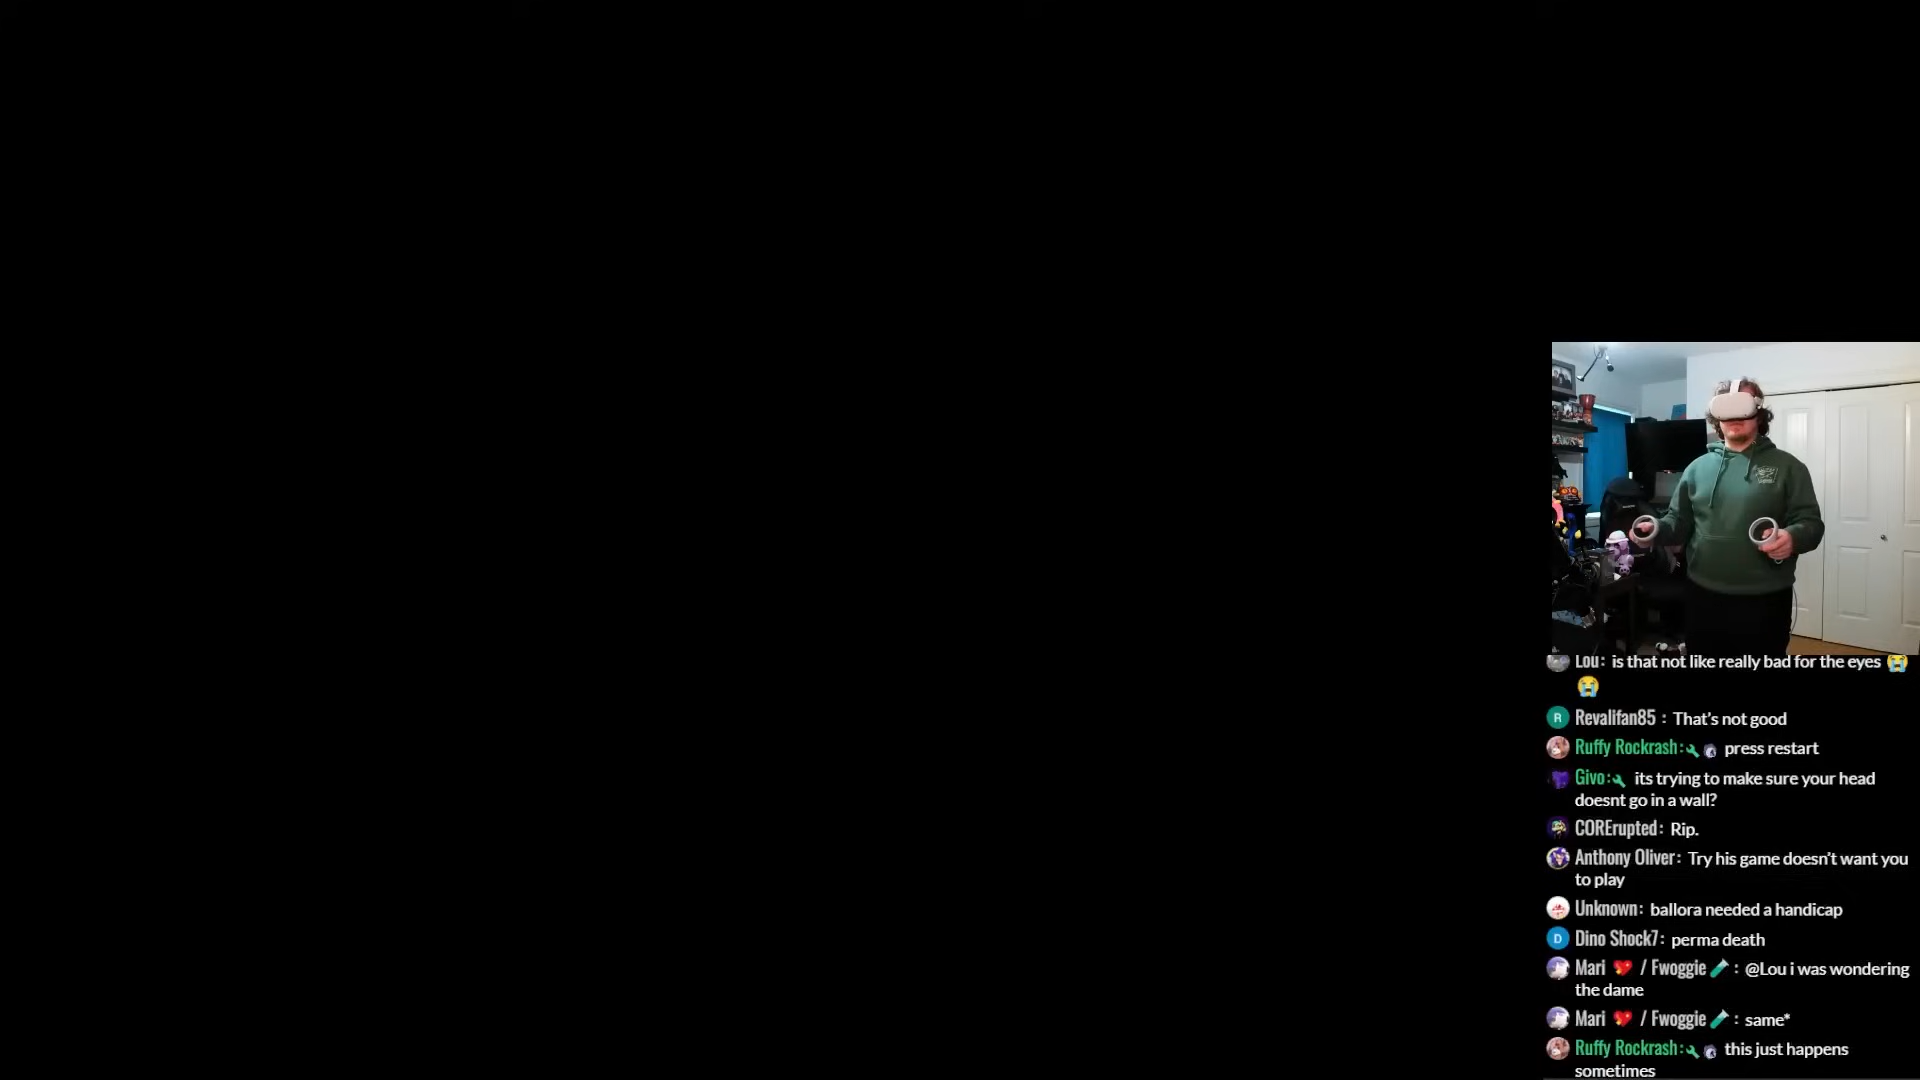 Lou: is that not like really bad for the eyes 😭
😭
Revalifan85 : That's not good
Ruffy Rockrash: press restart
Givo: its trying to make sure your head
doesnt go in a wall?
CORErupted: Rip.
Anthony Oliver: Try his game doesn't want you
to play
Unknown: ballora needed a handicap
Dino Shock7: perma death
Mari 💖 / Fwoggie 🧪 : @Lou i was wondering
the dame
Mari 💖 / Fwoggie 🧪 : same*
Ruffy Rockrash: this just happens
sometimes